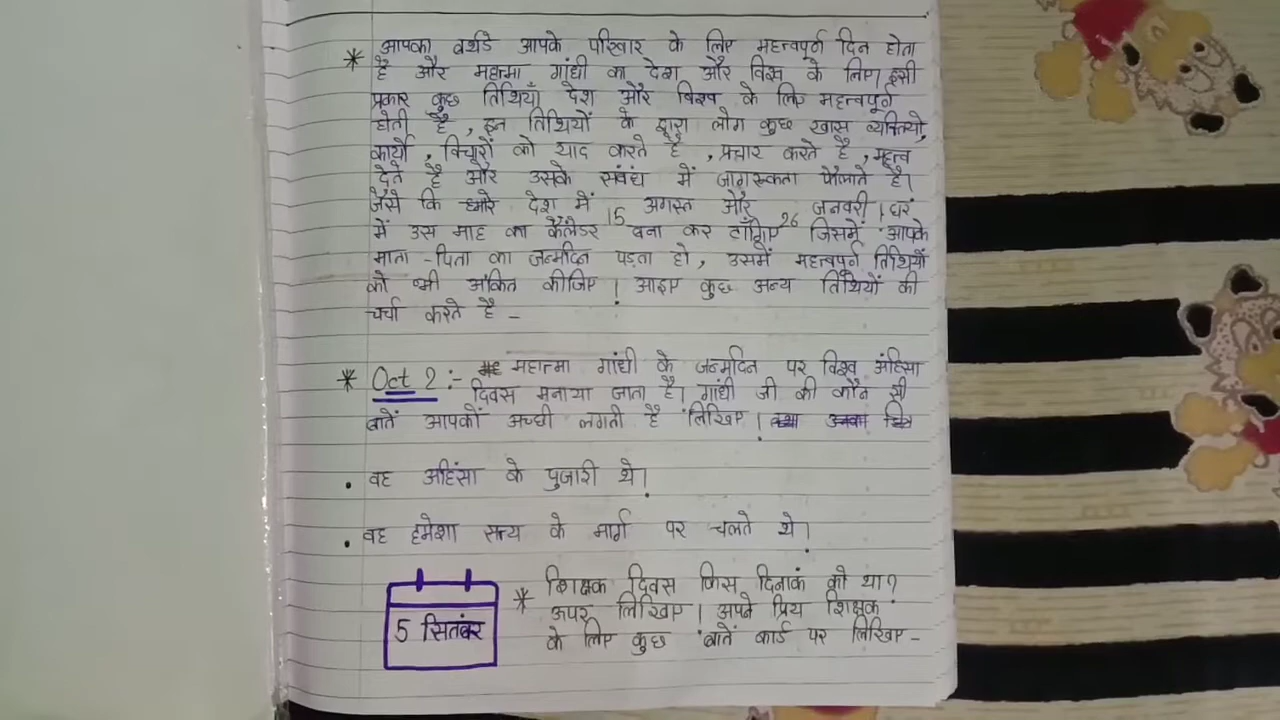 * आपका बर्थडे आपके परिवार के लिए महत्त्वपूर्ण दिन होता
है और महात्मा गांधी का देश और विश्व के लिए। इसी
प्रकार कुछ तिथियाँ देश और विश्व के लिए महत्त्वपूर्ण
होती है, इन तिथियों के द्वारा लोग कुछ खास व्यक्तियो,
कार्यो, विचारों को याद करते है, प्रचार करते है, महत्त्व
देते है और उसके संबंध में जागरूकता फैलाते है।
जैसे कि हमारे देश में 15 अगस्त और 26 जनवरी। घर
में उस माह का कैलेंडर बना कर टाँगिए जिसमें आपके
माता-पिता का जन्मदिन पड़ता हो, उसमें महत्त्वपूर्ण तिथियों
को भी अंकित कीजिए। आइए कुछ अन्य तिथियों की
चर्चा करते है -
* Oct 2 :- महात्मा गांधी के जन्मदिन पर विश्व अंहिसा
दिवस मनाया जाता है। गांधी जी की कौन सी
बातें आपकों अच्छी लगती है लिखिए।
• वह अहिंसा के पुजारी थे।
• वह हमेशा सत्य के मार्ग पर चलते थे।
5 सितंबर
* शिक्षक दिवस किस दिनाकं को था?
ऊपर लिखिए। अपने प्रिय शिक्षक
के लिए कुछ बातें कार्ड पर लिखिए -